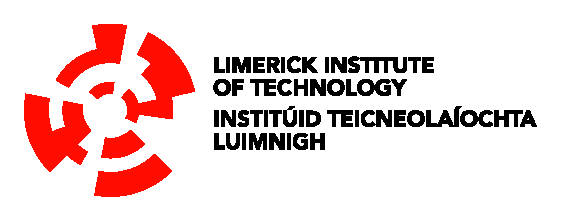 LIMERICK INSTITUTE
OF TECHNOLOGY
INSTITÚID TEICNEOLAÍOCHTA
LUIMNIGH